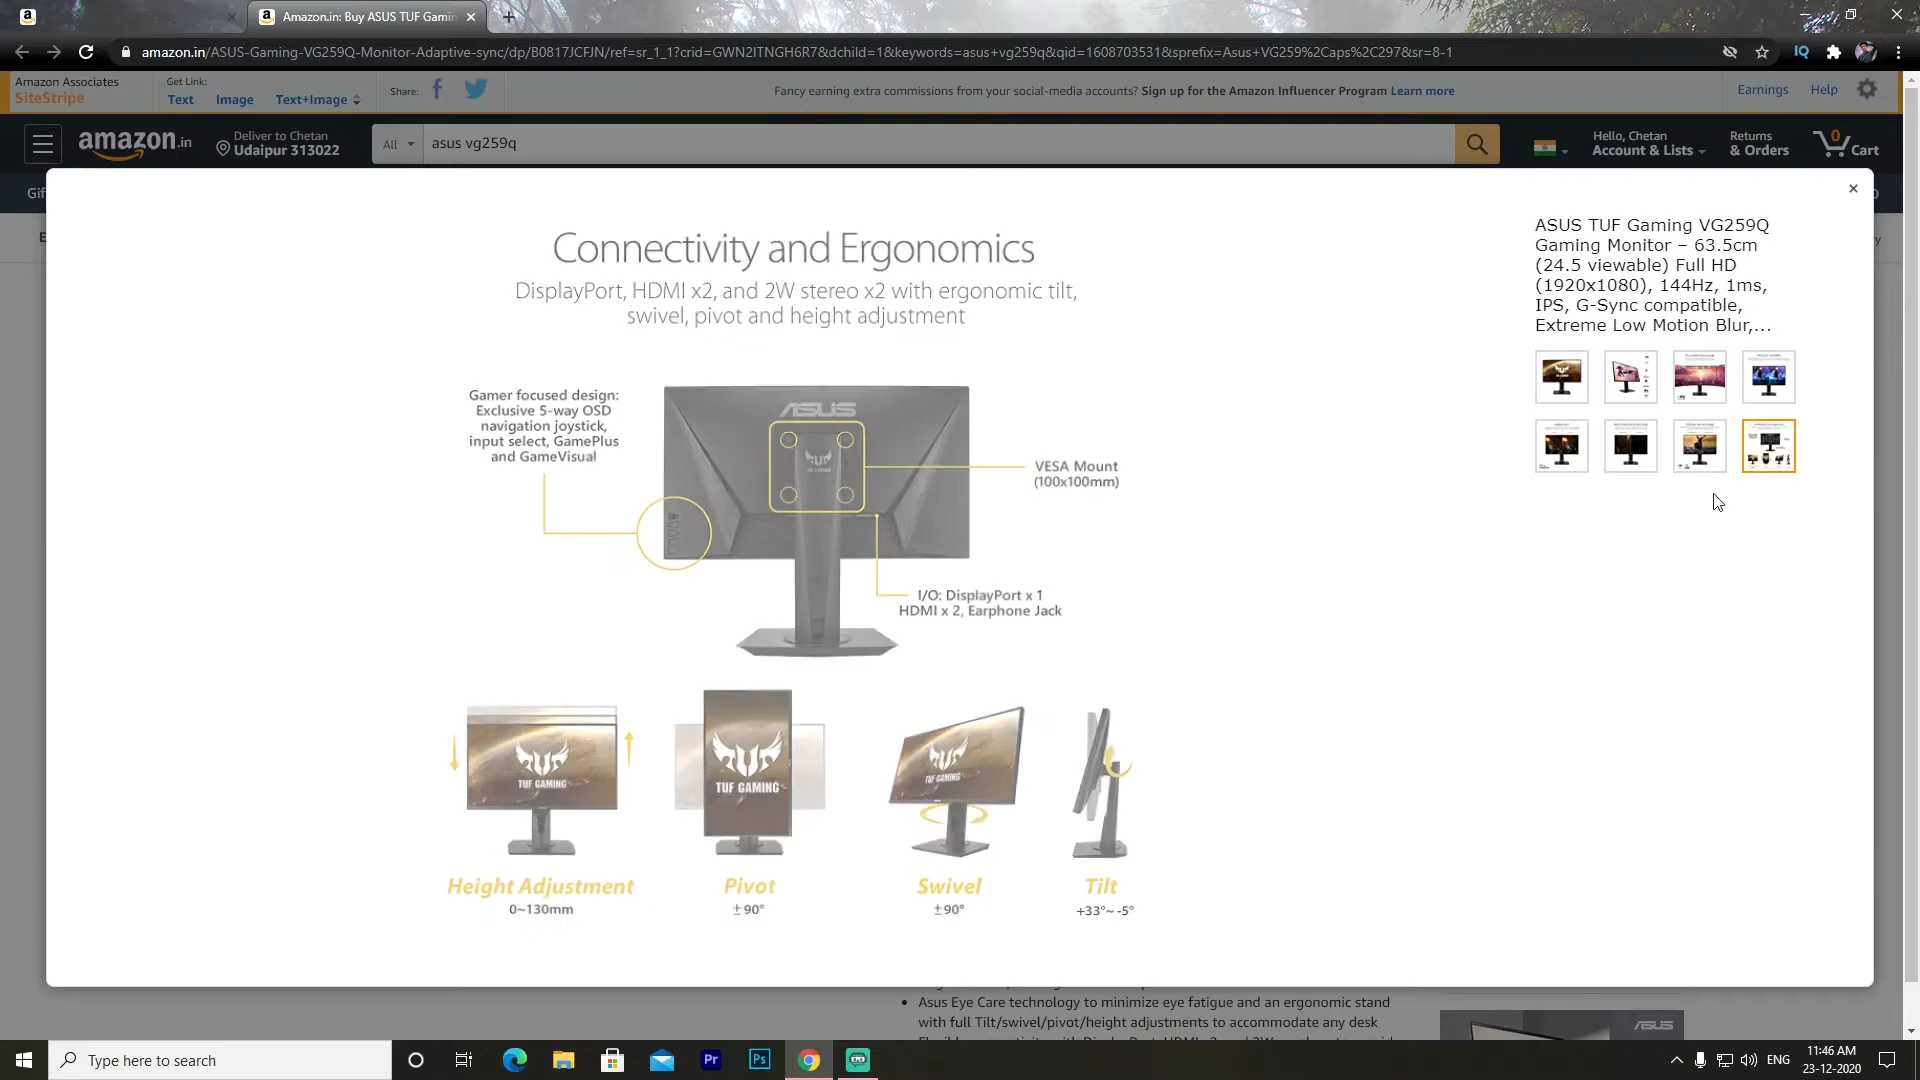 Amazon.in: Buy ASUS TUF Gamin
amazon.in/ASUS-Gaming-VG259Q-Monitor-Adaptive-sync/dp/B0817JCFJN/ref=sr_1_1?crid=GWN2ITNGH6R7&dchild=1&keywords=asus+vg259q&qid=1608703531&sprefix=Asus+VG259%2Caps%2C297&sr=8-1
IQ
Amazon Associates
SiteStripe
Get Link:
Text Image Text+Image
Share:
Fancy earning extra commissions from your social-media accounts? Sign up for the Amazon Influencer Program Learn more
Earnings Help
amazon.in
Deliver to Chetan
Udaipur 313022
All
asus vg259q
Hello, Chetan
Account & Lists
Returns
& Orders
0
Cart
Gif
Connectivity and Ergonomics
DisplayPort, HDMI x2, and 2W stereo x2 with ergonomic tilt,
swivel, pivot and height adjustment
Gamer focused design:
Exclusive 5-way OSD
navigation joystick,
input select, GamePlus
and GameVisual
ASUS
TUF GAMING
VESA Mount
(100x100mm)
I/O: DisplayPort x 1
HDMI x 2, Earphone Jack
TUF GAMING
TUF GAMING
TUF GAMING
Height Adjustment
0~130mm
Pivot
±90°
Swivel
±90°
Tilt
+33°~ -5°
ASUS TUF Gaming VG259Q
Gaming Monitor – 63.5cm
(24.5 viewable) Full HD
(1920x1080), 144Hz, 1ms,
IPS, G-Sync compatible,
Extreme Low Motion Blur,...
• Asus Eye Care technology to minimize eye fatigue and an ergonomic stand
with full Tilt/swivel/pivot/height adjustments to accommodate any desk
ASUS
Type here to search
Pr
Ps
ENG
11:46 AM
23-12-2020